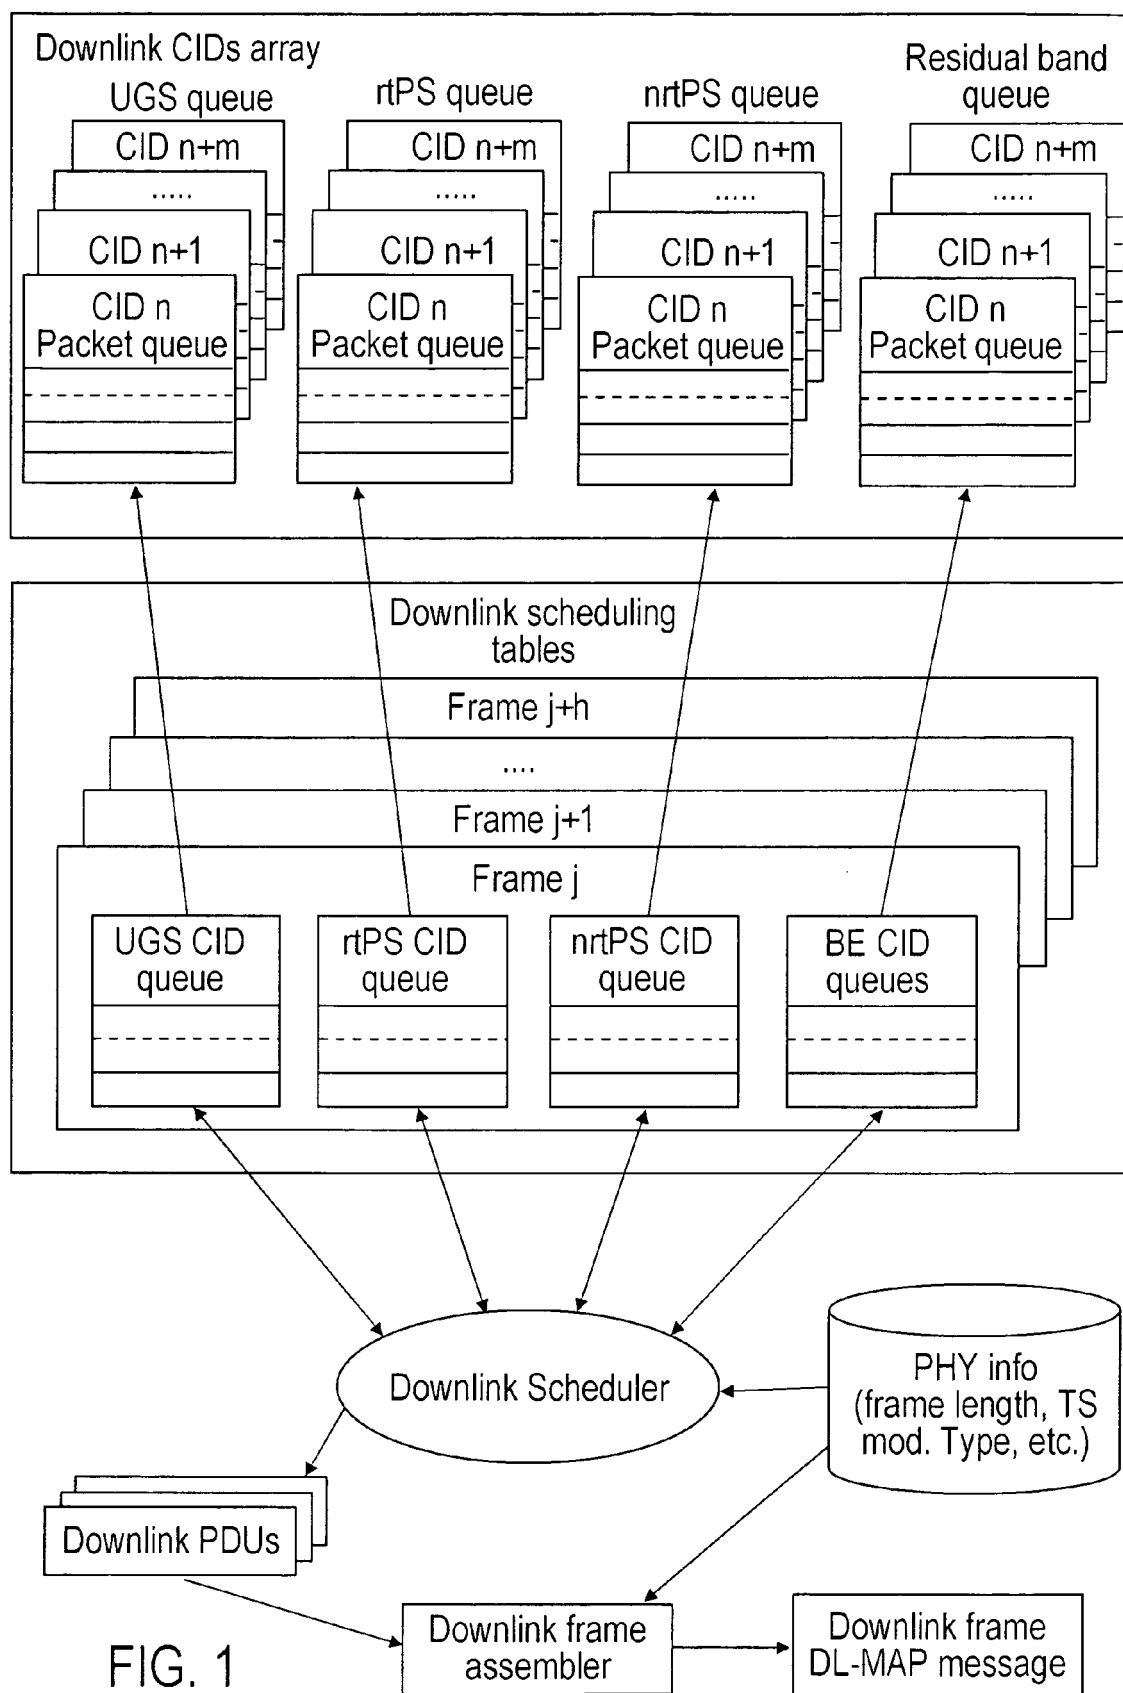 Downlink CIDs array
UGS queue
rtPS queue
nrtPS queue
Residual band
queue
CID n+m
.....
CID n+1
CID n
Packet queue
CID n+m
.....
CID n+1
CID n
Packet queue
CID n+m
.....
CID n+1
CID n
Packet queue
CID n+m
.....
CID n+1
CID n
Packet queue
Downlink scheduling
tables
Frame j+h
....
Frame j+1
Frame j
UGS CID
queue
rtPS CID
queue
nrtPS CID
queue
BE CID
queues
Downlink Scheduler
PHY info
(frame length, TS
mod. Type, etc.)
Downlink PDUs
Downlink frame
assembler
Downlink frame
DL-MAP message
FIG. 1